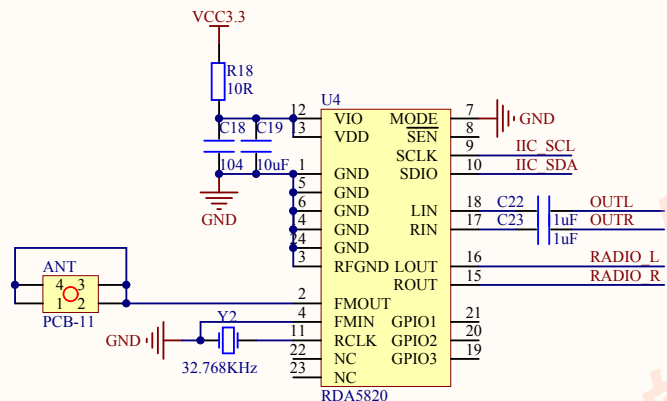 VCC3.3
R18
10R
U4
12 VIO MODE 7 GND
13 VDD SEN 8
C18 C19
SCLK 9 IIC_SCL
104 10uF 1 GND SDIO 10 IIC_SDA
5 GND
6 GND LIN 18 C22 OUTL
GND 14 GND RIN 17 C23 1uF OUTR
24 GND 1uF
3 RFGND LOUT 16 RADIO_L
ROUT 15 RADIO_R
ANT
4 3
1 2
PCB-11
2 FMOUT
4 FMIN GPIO1 21
Y2
GND 11 RCLK GPIO2 20
22 NC GPIO3 19
32.768KHz
23 NC
RDA5820